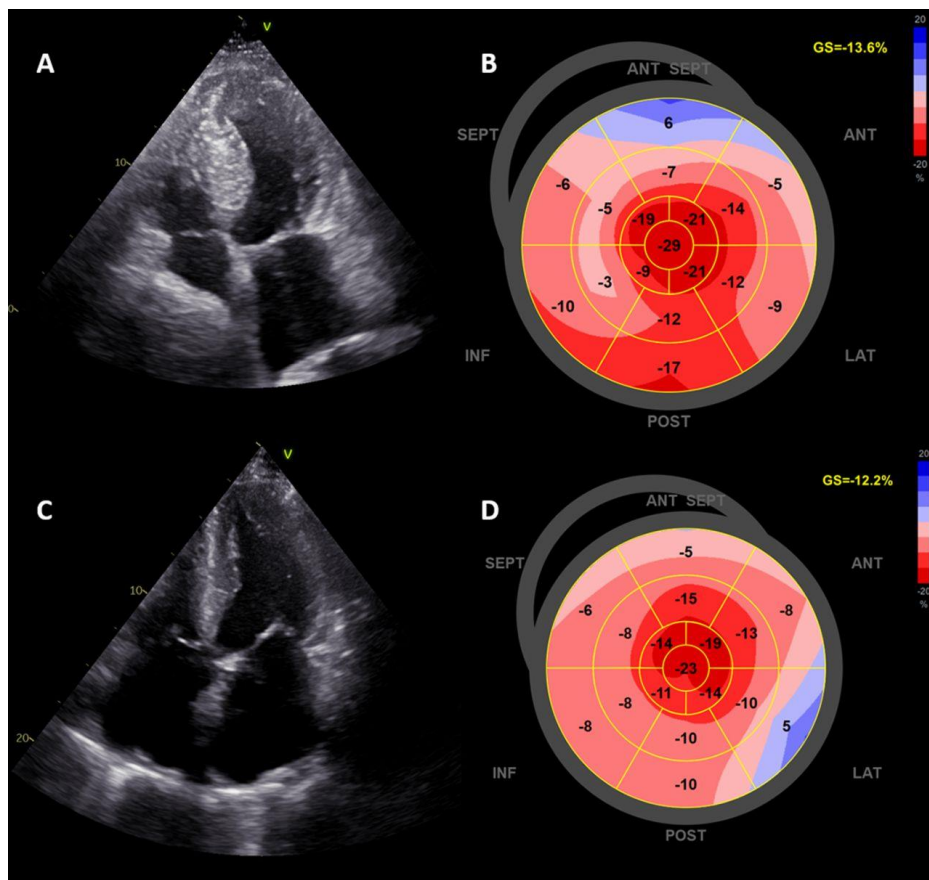 A
V
10
0
B
20
GS=-13.6%
ANT SEPT
SEPT
ANT
6
-7
-6
-5
-5
-14
-19
-21
-29
-9
-21
-3
-12
-10
-9
-12
-17
-20
%
INF
LAT
POST
C
V
10
20
D
20
GS=-12.2%
ANT SEPT
SEPT
ANT
-5
-15
-6
-8
-8
-13
-14
-19
-23
-11
-14
-8
-10
-8
5
-10
-10
-20
%
INF
LAT
POST